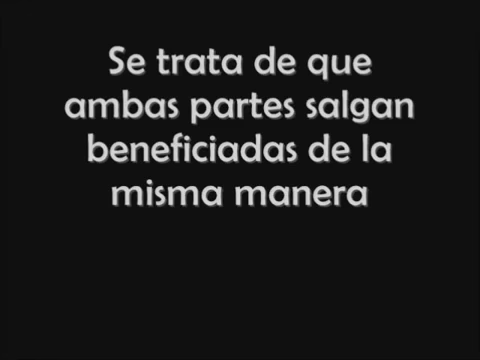 Se trata de que
ambas partes salgan
beneficiadas de la
misma manera